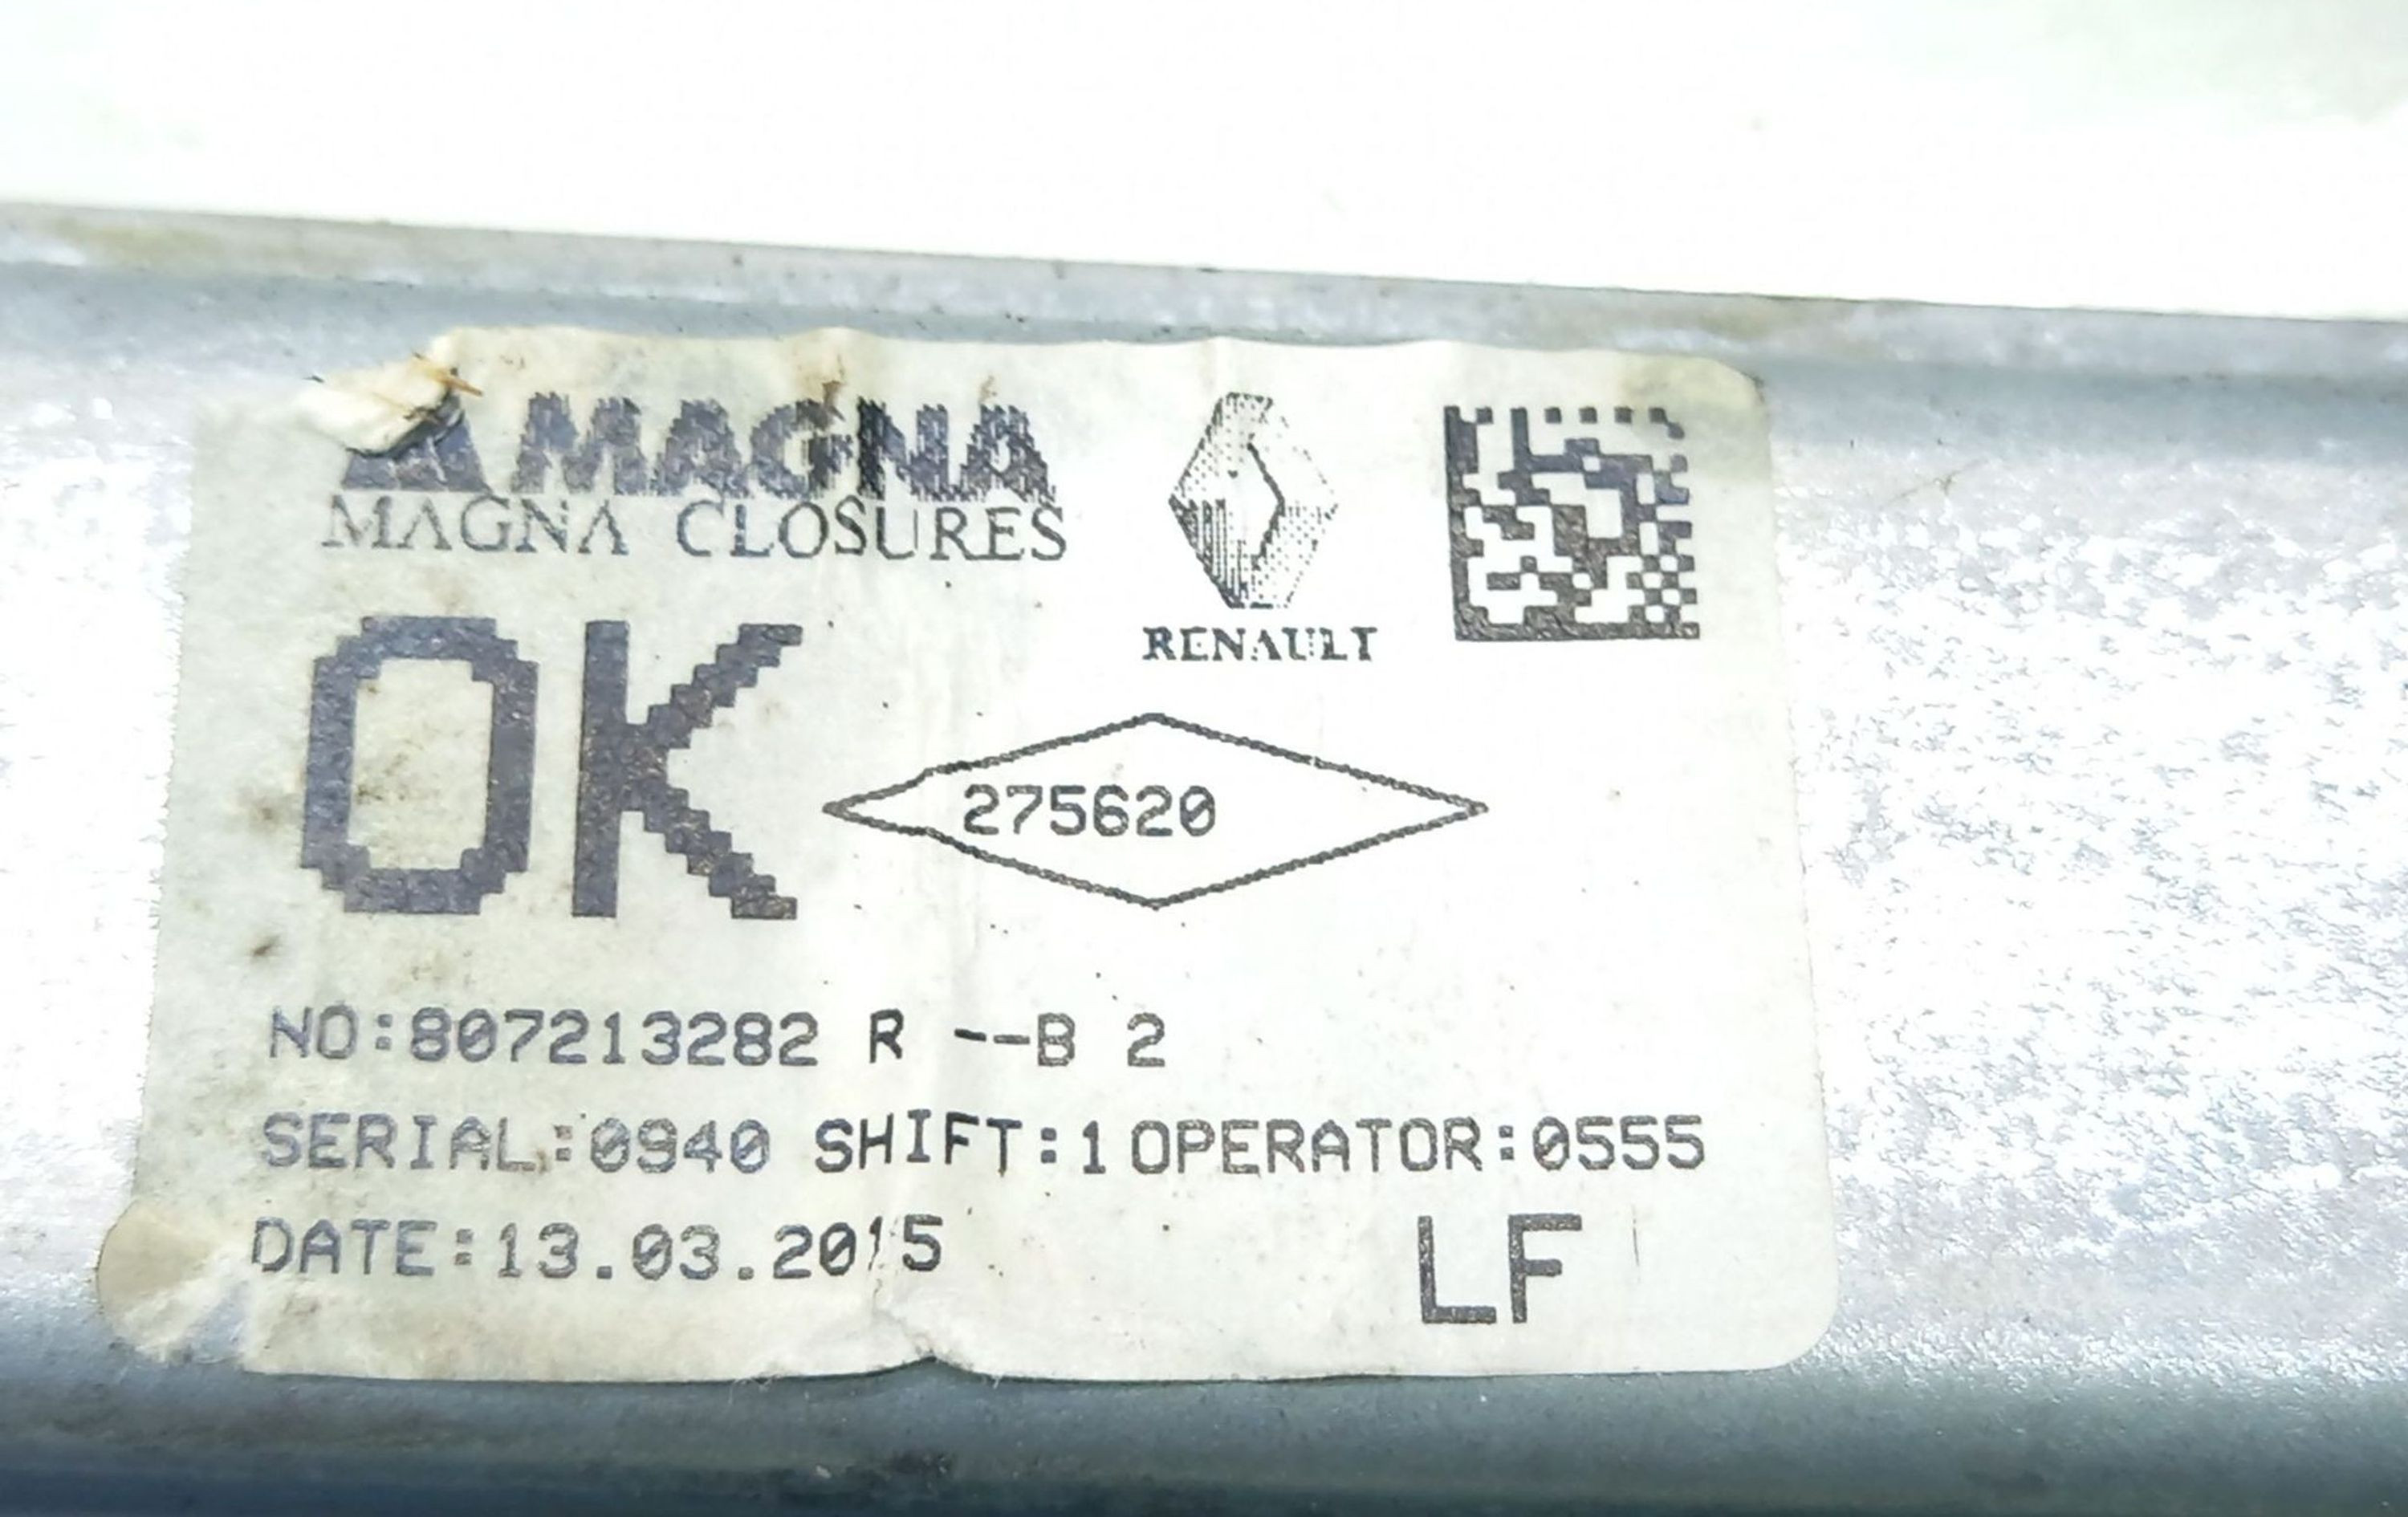 MAGNA
MAGNA CLOSURES
RENAULT
OK
275620
NO:807213282 R --B 2
SERIAL:0940 SHIFT:1 OPERATOR:0555
DATE:13.03.2015
LF